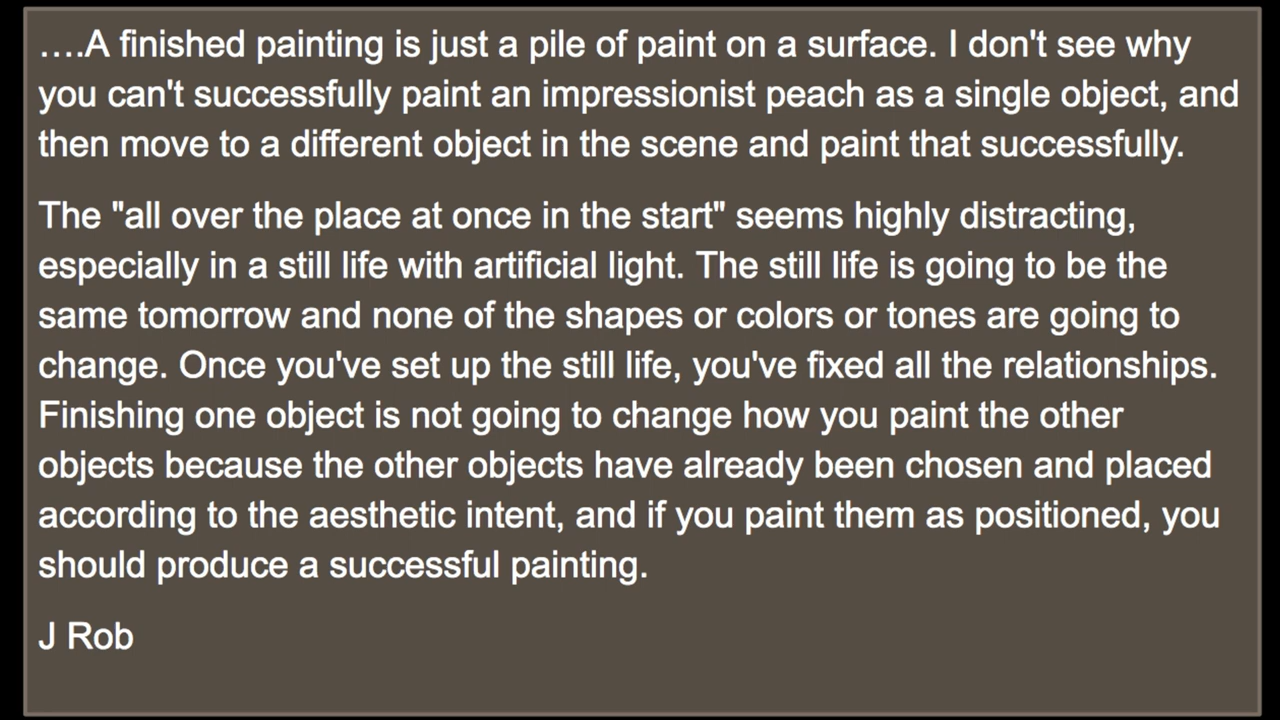 ….A finished painting is just a pile of paint on a surface. I don't see why
you can't successfully paint an impressionist peach as a single object, and
then move to a different object in the scene and paint that successfully.
The "all over the place at once in the start" seems highly distracting,
especially in a still life with artificial light. The still life is going to be the
same tomorrow and none of the shapes or colors or tones are going to
change. Once you've set up the still life, you've fixed all the relationships.
Finishing one object is not going to change how you paint the other
objects because the other objects have already been chosen and placed
according to the aesthetic intent, and if you paint them as positioned, you
should produce a successful painting.
J Rob